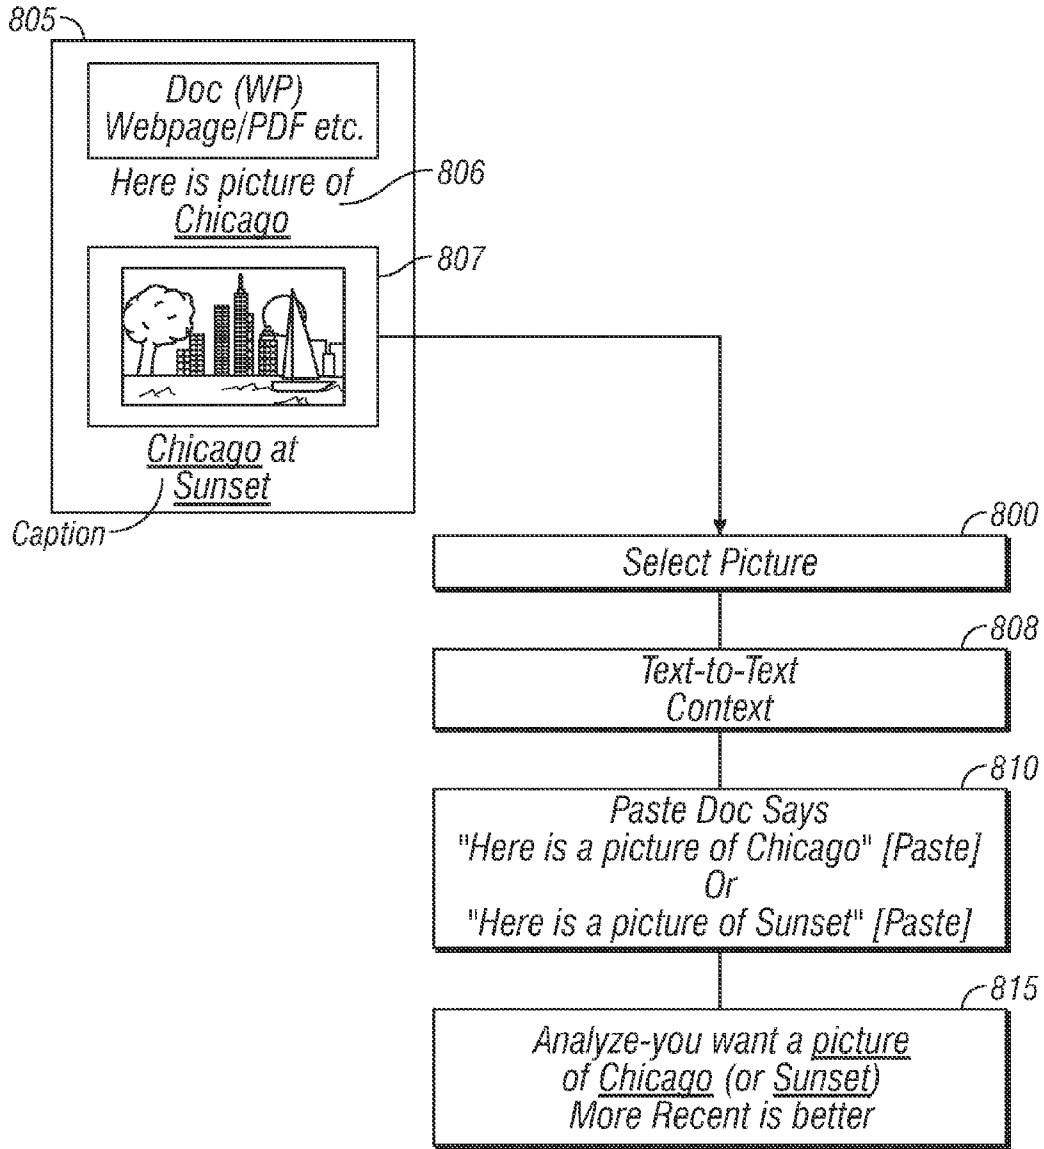 805
Doc (WP)
Webpage/PDF etc.
Here is picture of
Chicago
806
807
Chicago at
Sunset
Caption
800
Select Picture
808
Text-to-Text
Context
810
Paste Doc Says
"Here is a picture of Chicago" [Paste]
Or
"Here is a picture of Sunset" [Paste]
815
Analyze-you want a picture
of Chicago (or Sunset)
More Recent is better